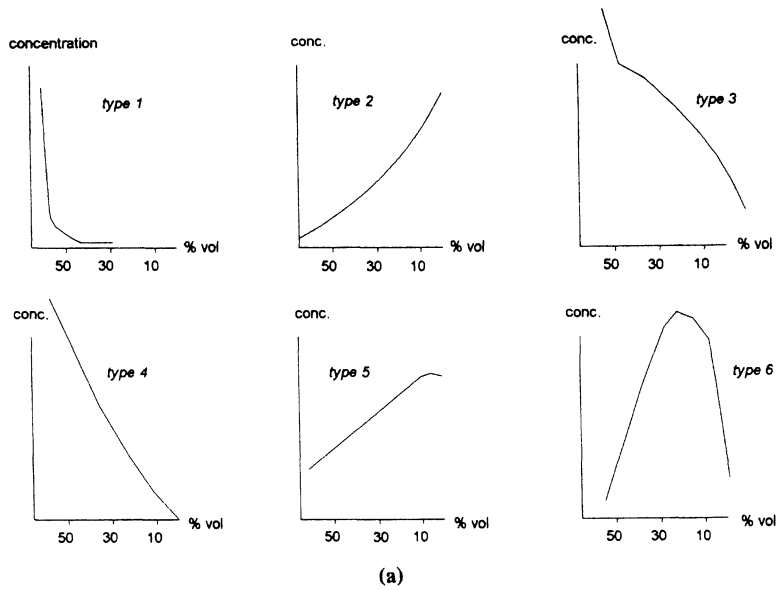 concentration
type 1
% vol
50 30 10
conc.
type 2
% vol
50 30 10
conc.
type 3
% vol
50 30 10
conc.
type 4
% vol
50 30 10
conc.
type 5
% vol
50 30 10
conc.
type 6
% vol
50 30 10
(a)